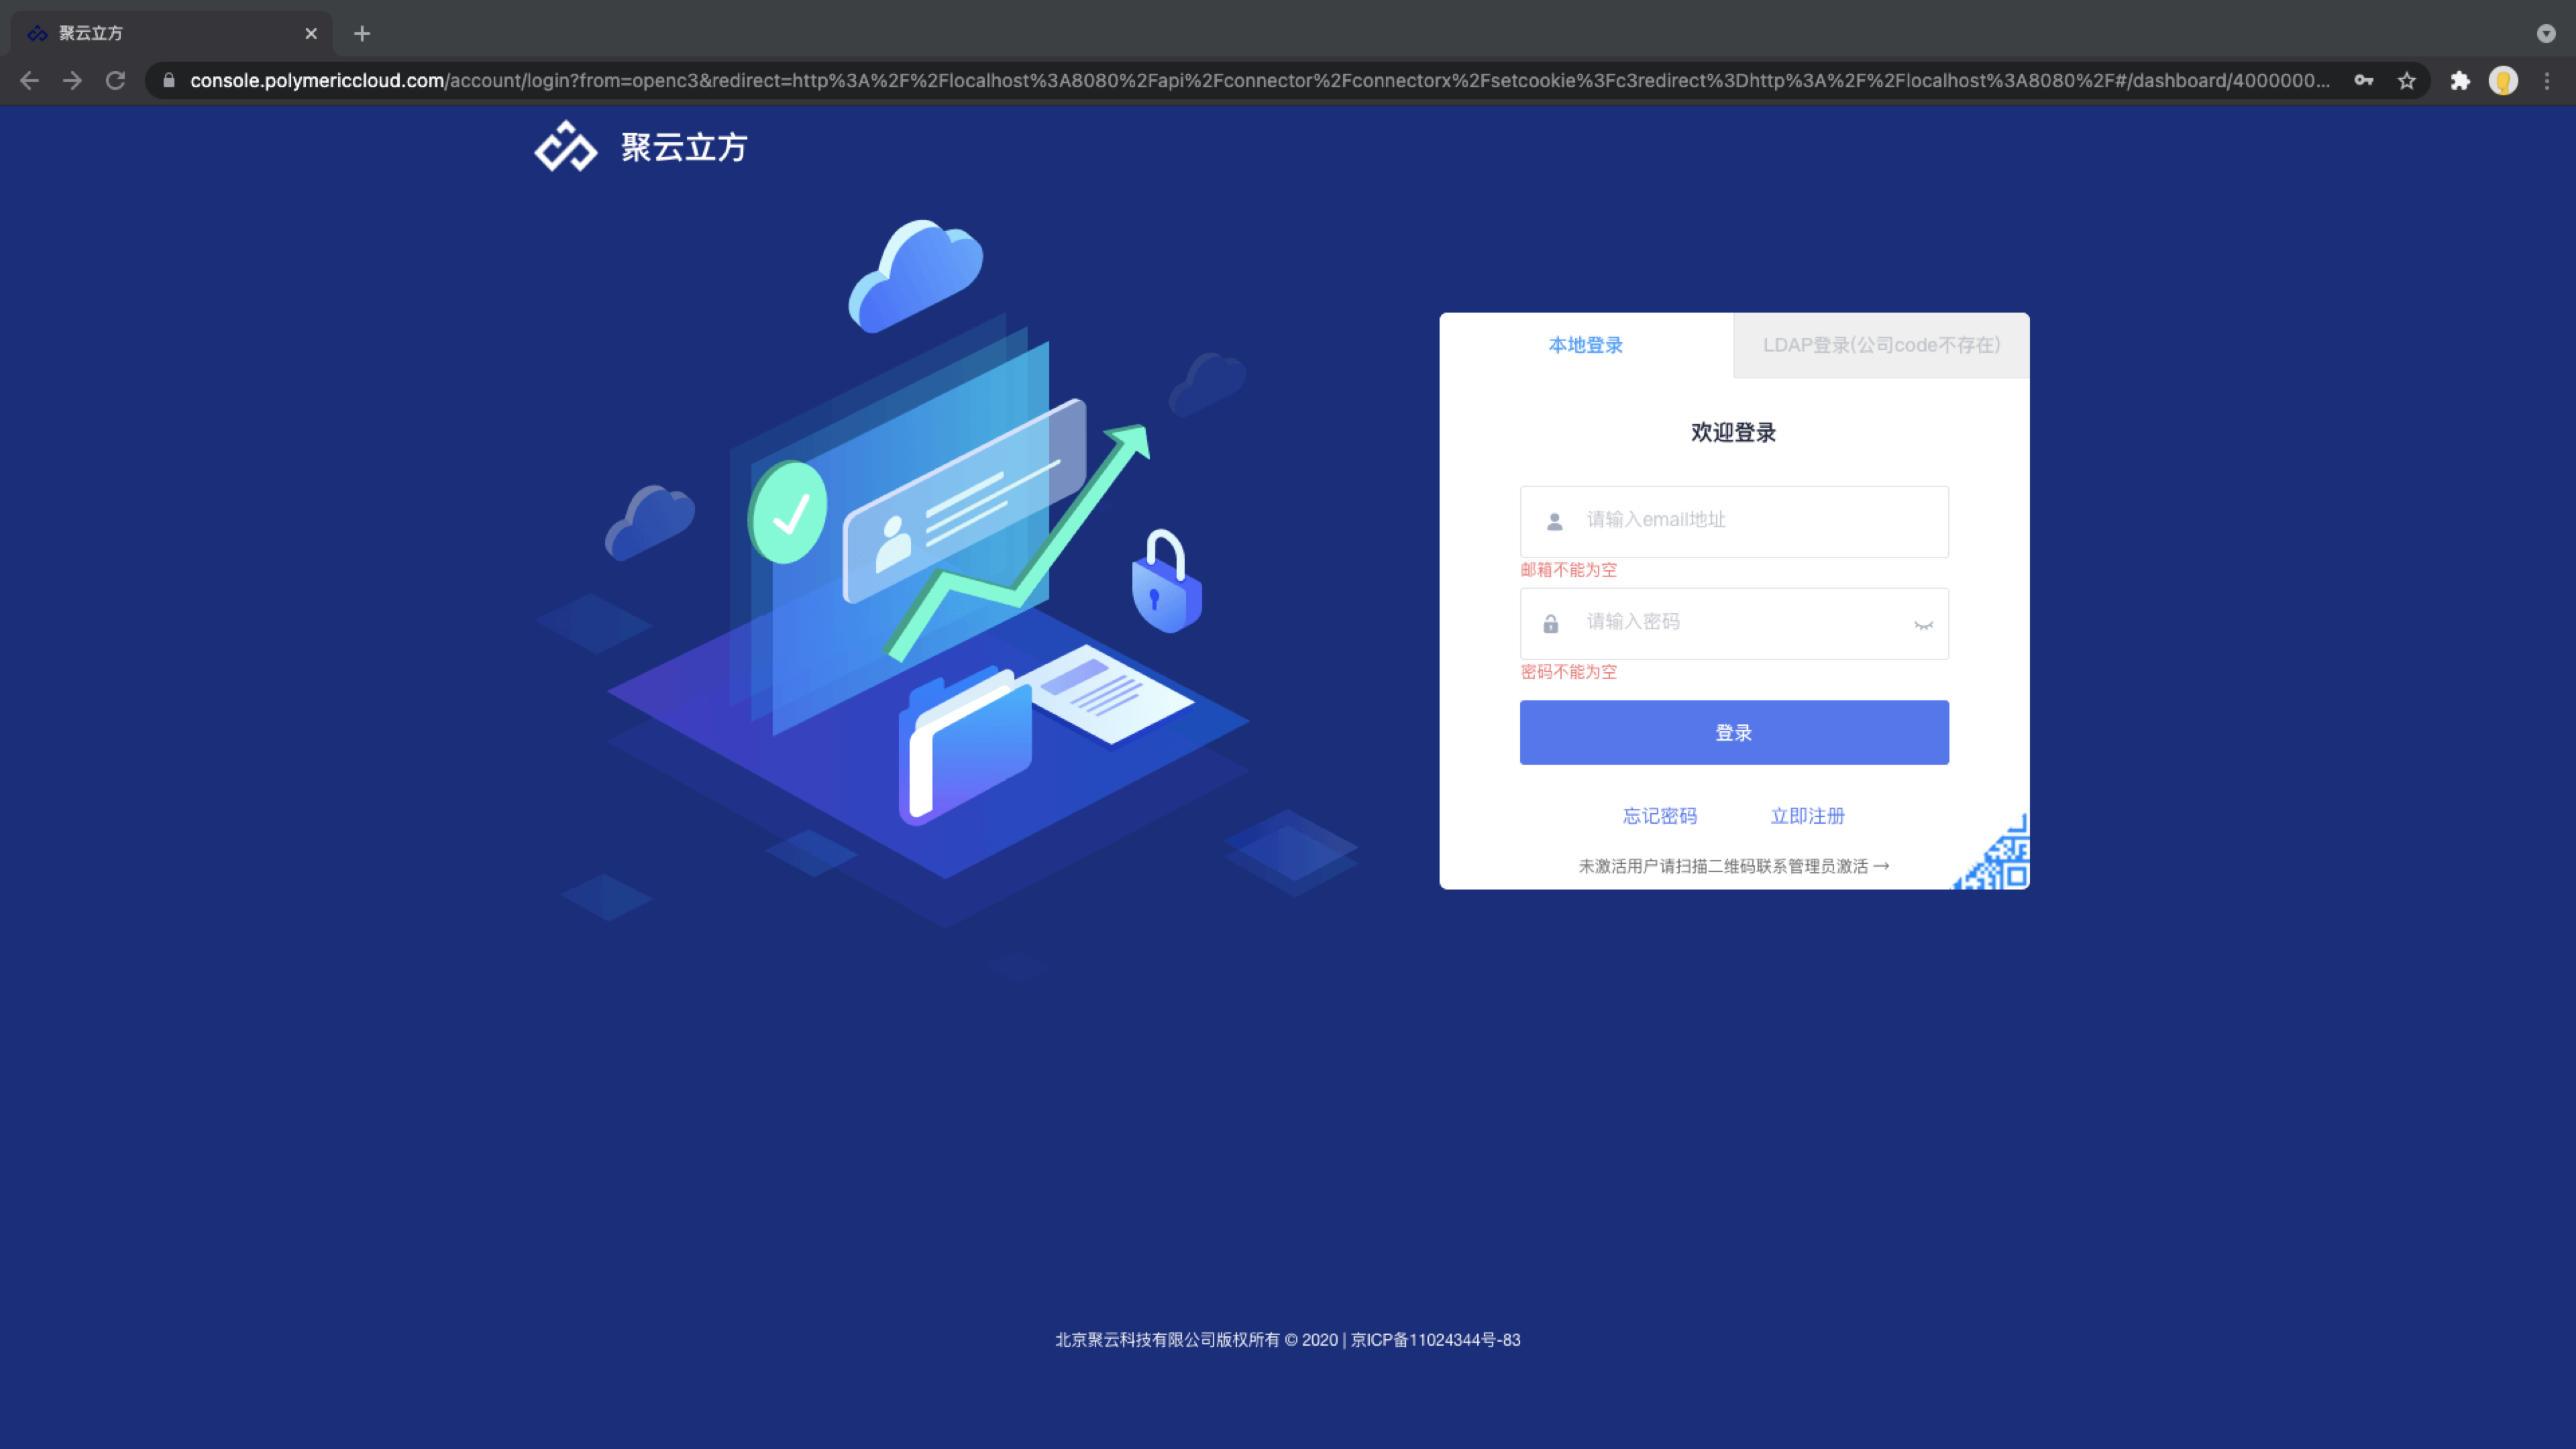 聚云立方
console.polymericcloud.com/account/login?from=openc3&redirect=http%3A%2F%2Flocalhost%3A8080%2Fapi%2Fconnector%2Fconnectorx%2Fsetcookie%3Fc3redirect%3Dhttp%3A%2F%2Flocalhost%3A8080%2F#/dashboard/4000000...
聚云立方
本地登录
LDAP登录(公司code不存在)
欢迎登录
请输入email地址
邮箱不能为空
请输入密码
密码不能为空
登录
忘记密码
立即注册
未激活用户请扫描二维码联系管理员激活→
北京聚云科技有限公司版权所有 © 2020 | 京ICP备11024344号-83